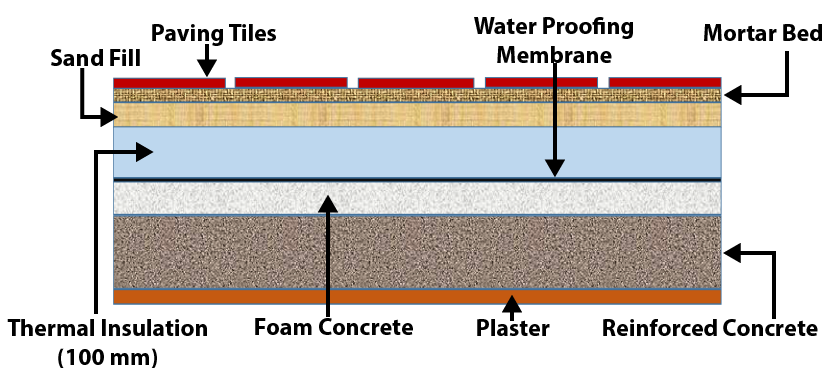 Paving Tiles
Water Proofing
Membrane
Mortar Bed
Sand Fill
Thermal Insulation
(100 mm)
Foam Concrete
Plaster
Reinforced Concrete